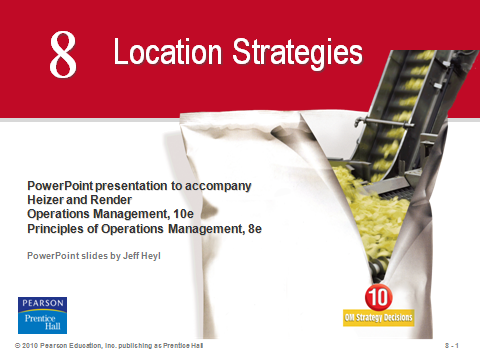 8 Location Strategies
PowerPoint presentation to accompany
Heizer and Render
Operations Management, 10e
Principles of Operations Management, 8e
PowerPoint slides by Jeff Heyl
PEARSON
Prentice
Hall
10
OM Strategy Decisions
© 2010 Pearson Education, Inc. publishing as Prentice Hall
8 - 1